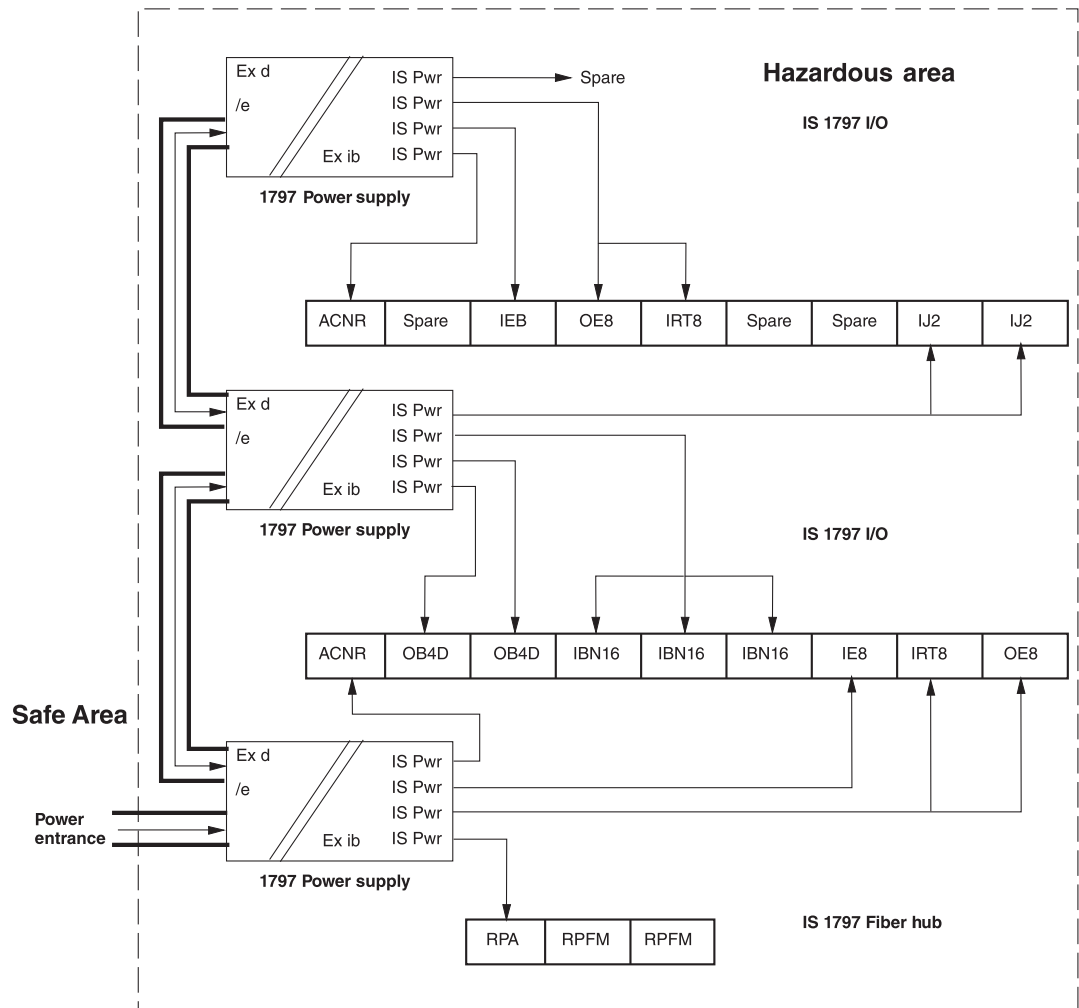 Hazardous area
IS 1797 I/O
Ex d
/e
Ex ib
IS Pwr
IS Pwr
IS Pwr
IS Pwr
Spare
1797 Power supply
ACNR Spare IEB OE8 IRT8 Spare Spare IJ2 IJ2
Ex d
/e
Ex ib
IS Pwr
IS Pwr
IS Pwr
IS Pwr
1797 Power supply
IS 1797 I/O
ACNR OB4D OB4D IBN16 IBN16 IBN16 IE8 IRT8 OE8
Safe Area
Ex d
/e
Ex ib
IS Pwr
IS Pwr
IS Pwr
IS Pwr
Power
entrance
1797 Power supply
IS 1797 Fiber hub
RPA RPFM RPFM